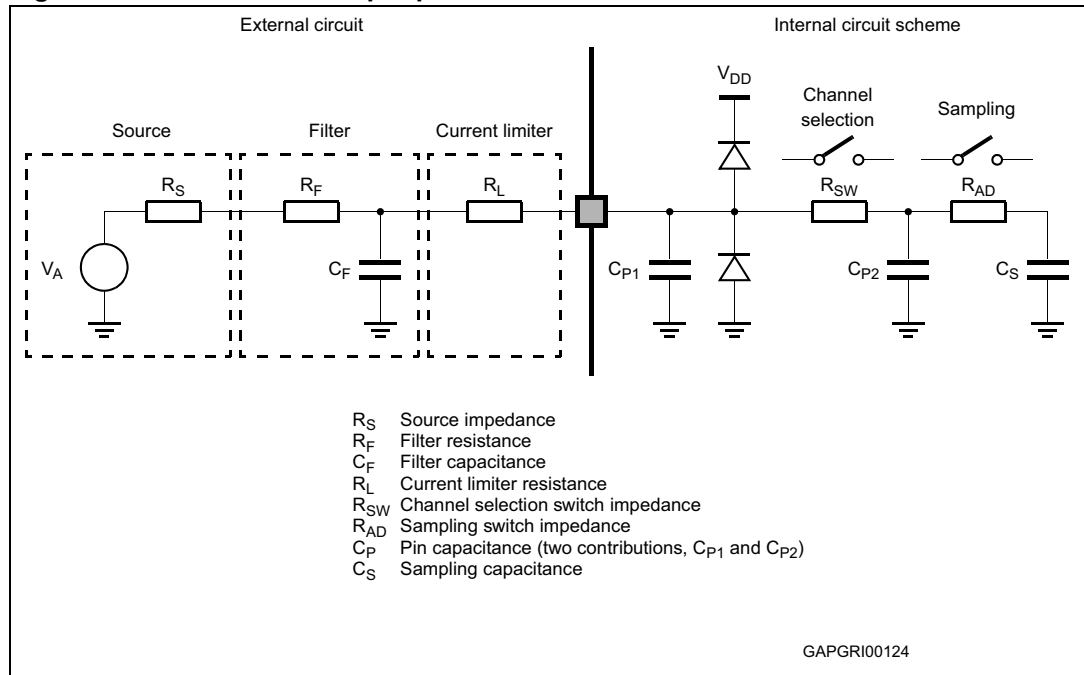 External circuit
Internal circuit scheme
V_DD
Channel
selection
Sampling
Source
Filter
Current limiter
R_S
R_F
R_L
R_SW
R_AD
V_A
C_F
C_P1
C_P2
C_S
R_S Source impedance
R_F Filter resistance
C_F Filter capacitance
R_L Current limiter resistance
R_SW Channel selection switch impedance
R_AD Sampling switch impedance
C_P Pin capacitance (two contributions, C_P1 and C_P2)
C_S Sampling capacitance
GAPGRI00124